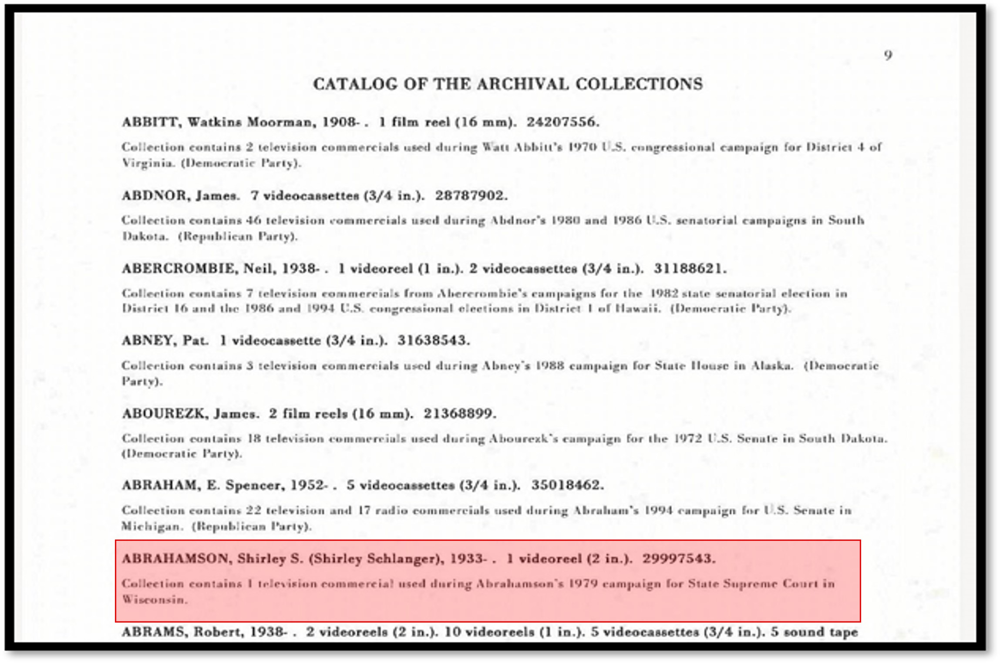 9
CATALOG OF THE ARCHIVAL COLLECTIONS
ABBITT, Watkins Moorman, 1908- . 1 film reel (16 mm). 24207556.
Collection contains 2 television commercials used during Watt Abbitt's 1970 U.S. congressional campaign for District 4 of
Virginia. (Democratic Party).
ABDNOR, James. 7 videocassettes (3/4 in.). 28787902.
Collection contains 46 television commercials used during Abdnor's 1980 and 1986 U.S. senatorial campaigns in South
Dakota. (Republican Party).
ABERCROMBIE, Neil, 1938- . 1 videoreel (1 in.). 2 videocassettes (3/4 in.). 31188621.
Collection contains 7 television commercials from Abercrombie's campaigns for the 1982 state senatorial election in
District 16 and the 1986 and 1994 U.S. congressional elections in District 1 of Hawaii. (Democratic Party).
ABNEY, Pat. 1 videocassette (3/4 in.). 31638543.
Collection contains 3 television commercials used during Abney's 1988 campaign for State House in Alaska. (Democratic
Party).
ABOUREZK, James. 2 film reels (16 mm). 21368899.
Collection contains 18 television commercials used during Abourezk's campaign for the 1972 U.S. Senate in South Dakota.
(Democratic Party).
ABRAHAM, E. Spencer, 1952- . 5 videocassettes (3/4 in.). 35018462.
Collection contains 22 television and 17 radio commercials used during Abraham's 1994 campaign for U.S. Senate in
Michigan. (Republican Party).
ABRAHAMSON, Shirley S. (Shirley Schlanger), 1933- . 1 videoreel (2 in.). 29997543.
Collection contains 1 television commercial used during Abrahamson's 1979 campaign for State Supreme Court in
Wisconsin.
ABRAMS, Robert, 1938- . 2 videoreels (2 in.). 10 videoreels (1 in.). 5 videocassettes (3/4 in.). 5 sound tape